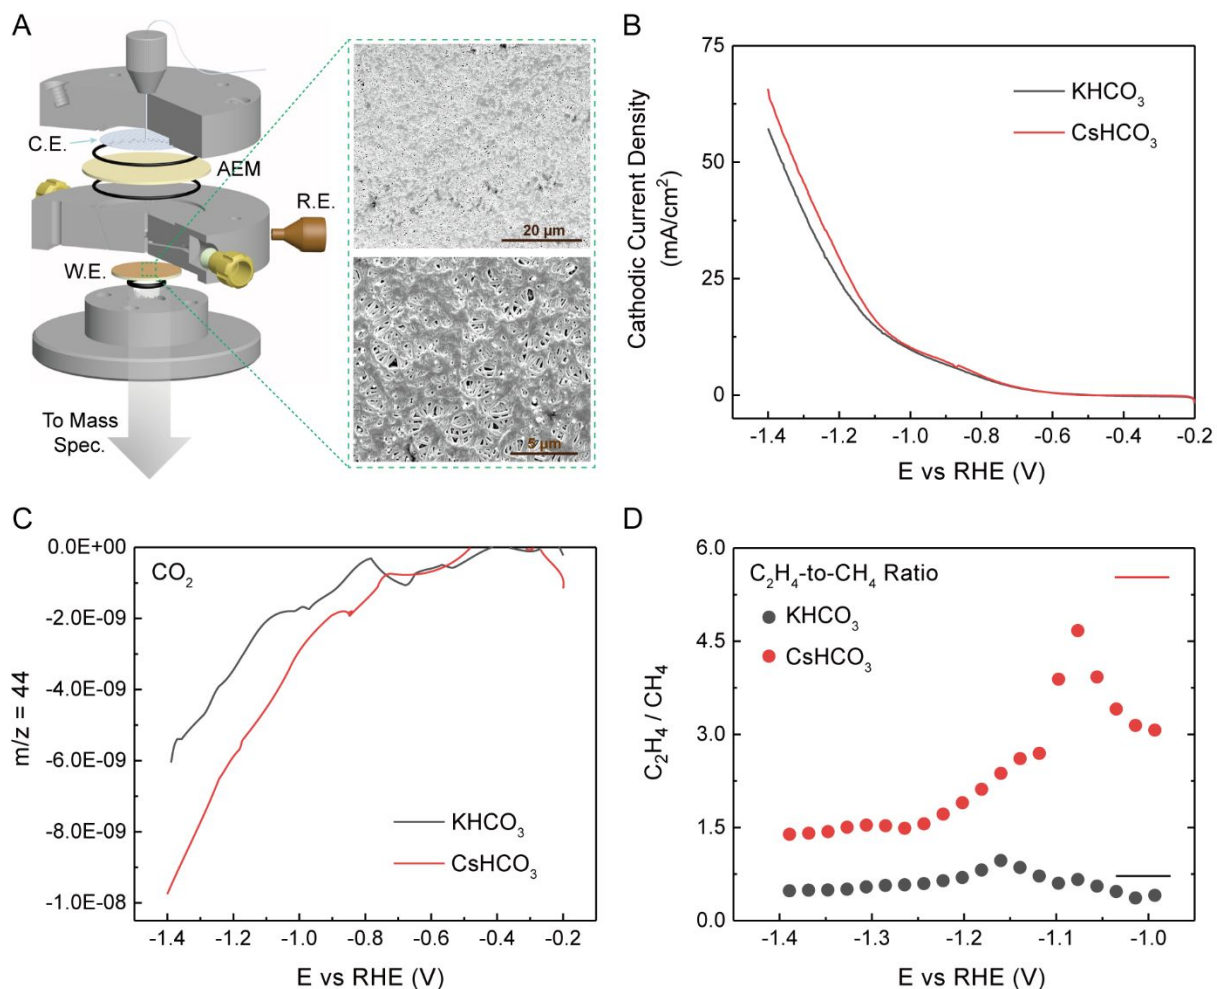 A
C.E.
AEM
R.E.
W.E.
To Mass
Spec.
20 µm
5 µm
B
75
50
25
0
KHCO₃
CsHCO₃
Cathodic Current Density
(mA/cm²)
-1.4 -1.2 -1.0 -0.8 -0.6 -0.4 -0.2
E vs RHE (V)
C
0.0E+00
-2.0E-09
-4.0E-09
-6.0E-09
-8.0E-09
-1.0E-08
CO₂
m/z = 44
KHCO₃
CsHCO₃
-1.4 -1.2 -1.0 -0.8 -0.6 -0.4 -0.2
E vs RHE (V)
D
6.0
4.5
3.0
1.5
0.0
C₂H₄-to-CH₄ Ratio
KHCO₃
CsHCO₃
C₂H₄ / CH₄
-1.4 -1.3 -1.2 -1.1 -1.0
E vs RHE (V)